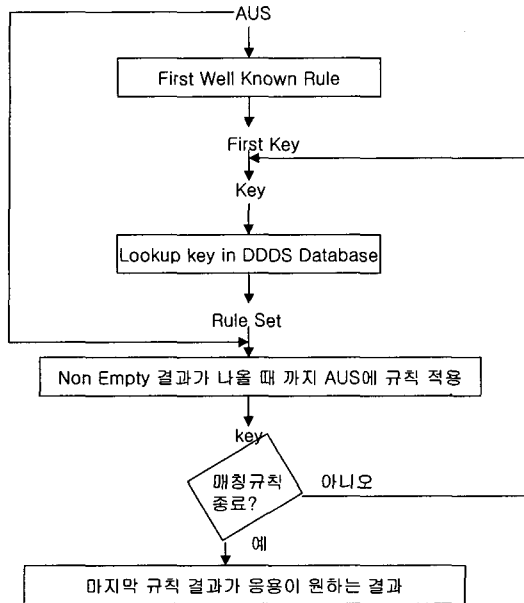 AUS
First Well Known Rule
First Key
Key
Lookup key in DDDS Database
Rule Set
Non Empty 결과가 나올 때 까지 AUS에 규칙 적용
key
매칭규칙
종료?
아니오
예
마지막 규칙 결과가 응용이 원하는 결과